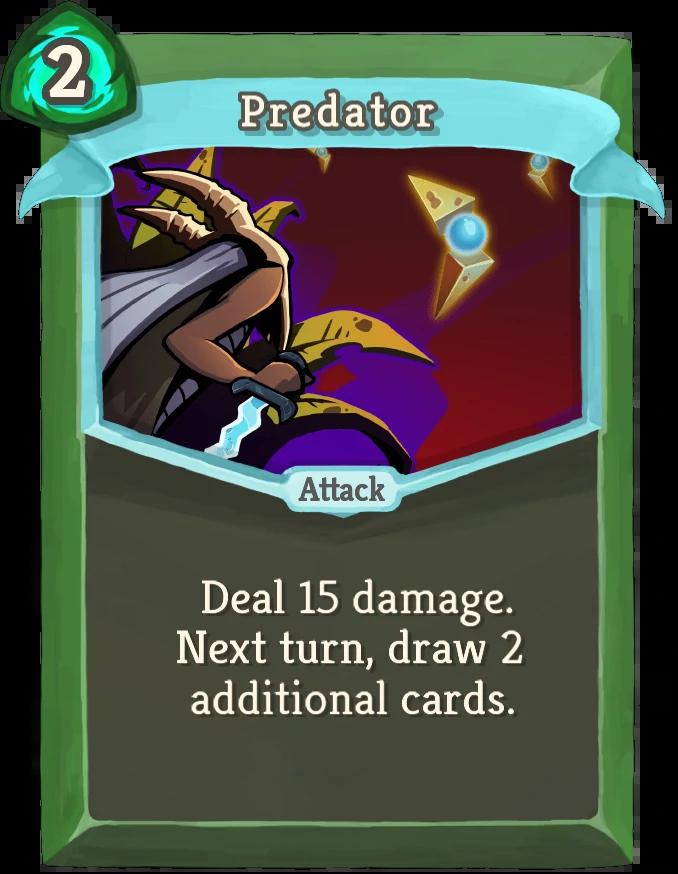 2
Predator
Attack
Deal 15 damage.
Next turn, draw 2
additional cards.